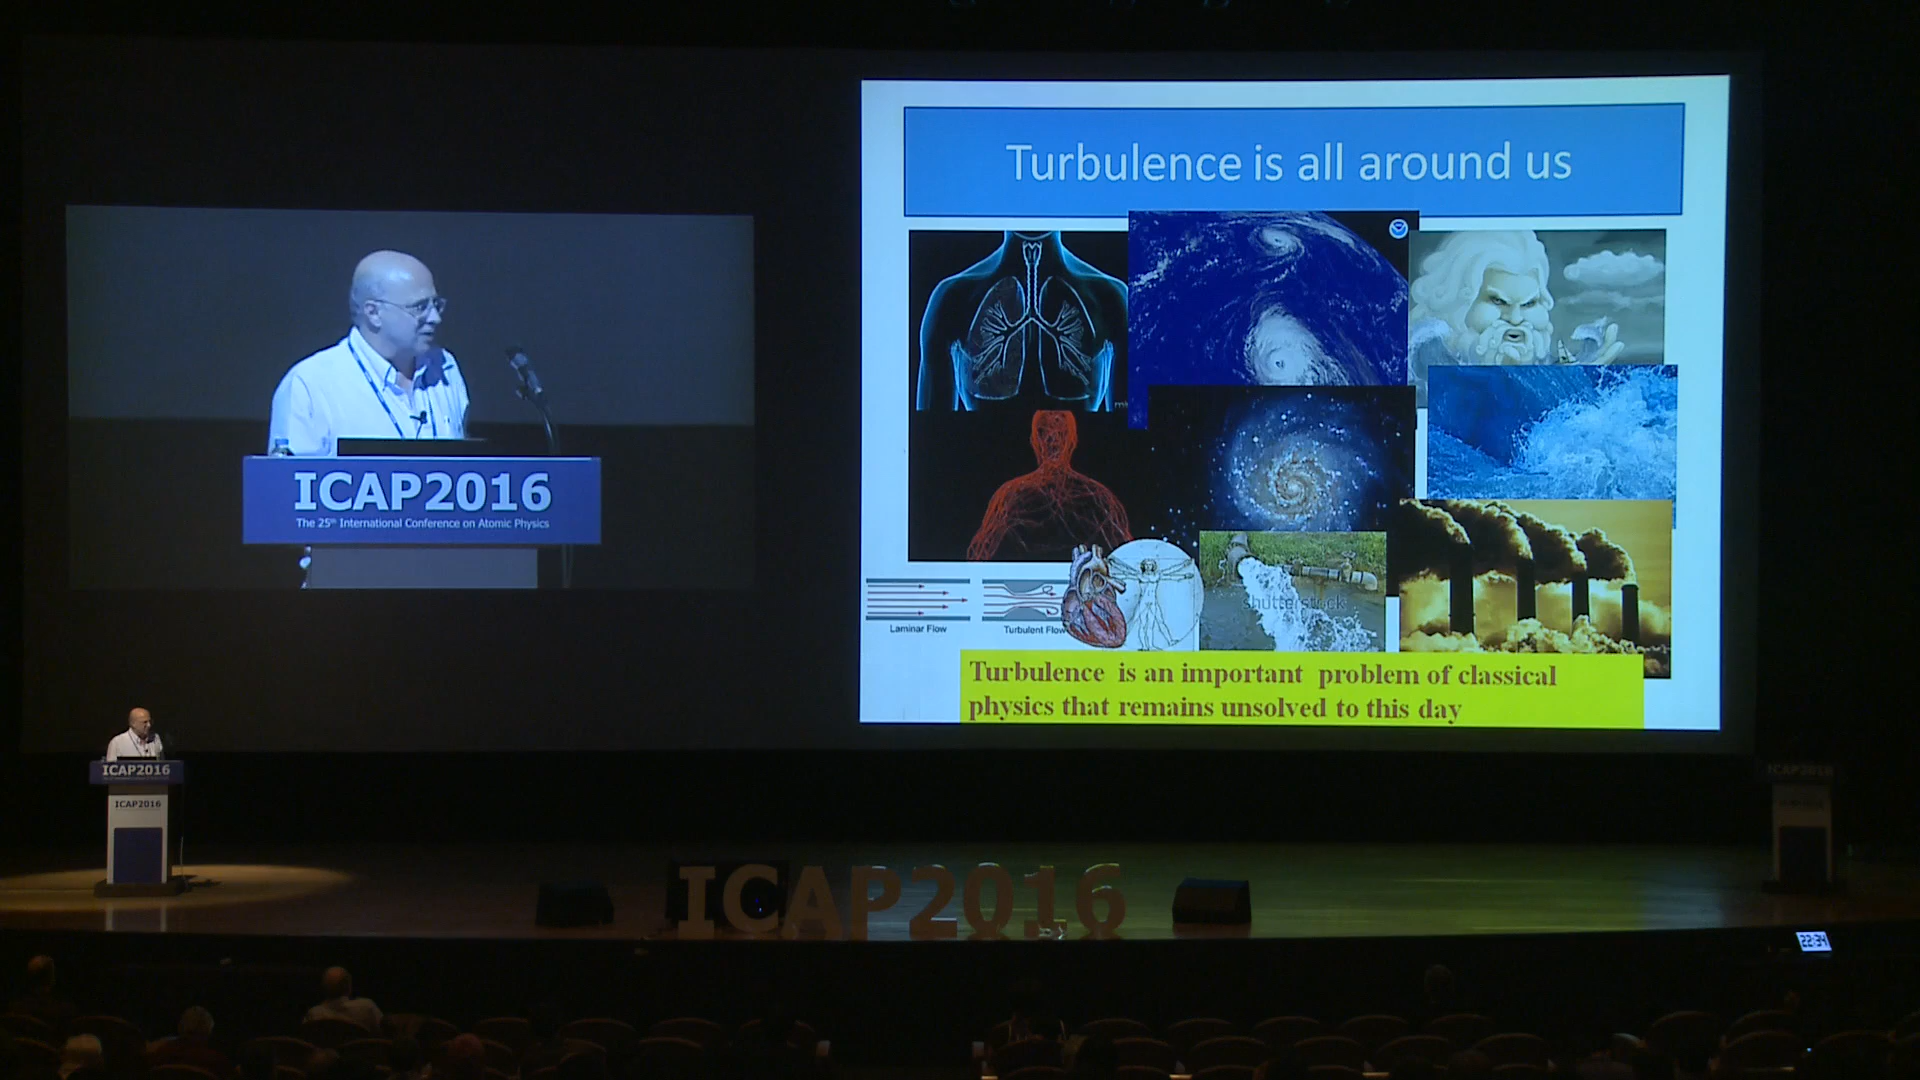 Turbulence is all around us
ICAP2016
The 25th International Conference on Atomic Physics
Laminar Flow
Turbulent Flow
shutterstock
Turbulence is an important problem of classical
physics that remains unsolved to this day
ICAP2016
ICAP2016
ICAP2016
ICAP2016
22:34